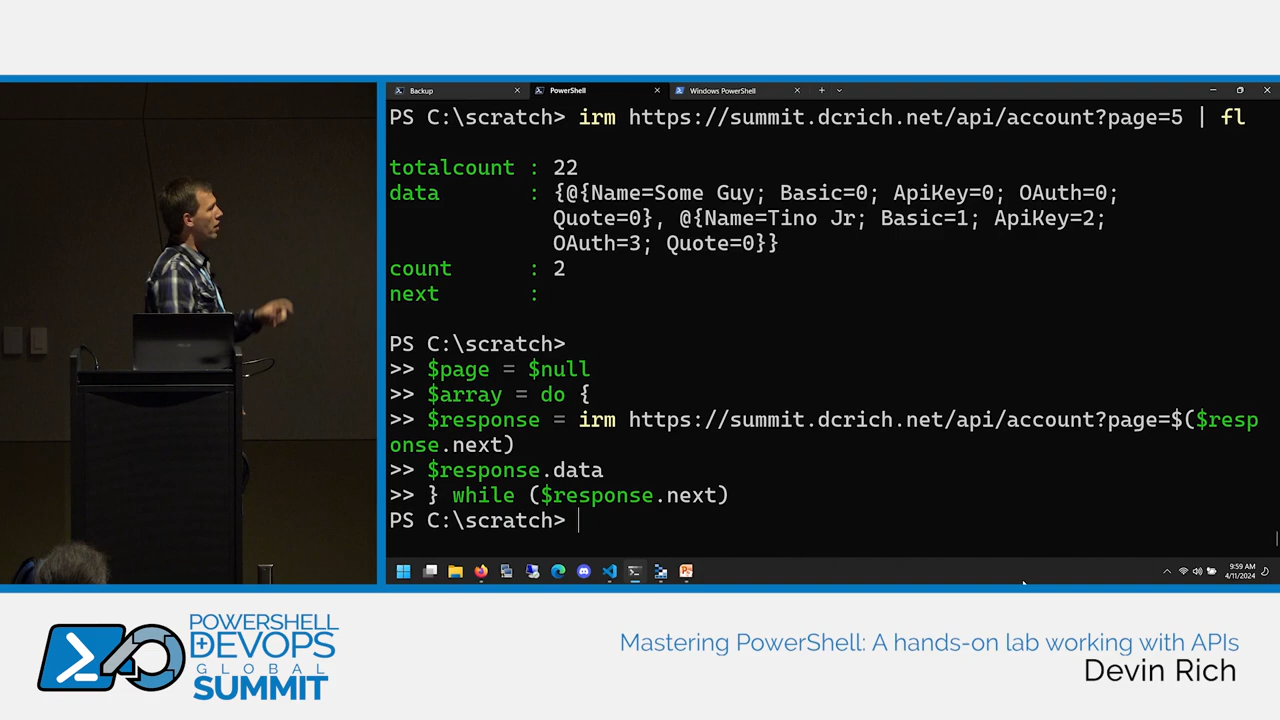 Backup
PowerShell
Windows PowerShell
PS C:\scratch> irm https://summit.dcrich.net/api/account?page=5 | fl
totalcount : 22
data : {@{Name=Some Guy; Basic=0; ApiKey=0; OAuth=0;
Quote=0}, @{Name=Tino Jr; Basic=1; ApiKey=2;
OAuth=3; Quote=0}}
count : 2
next :
PS C:\scratch>
>> $page = $null
>> $array = do {
>> $response = irm https://summit.dcrich.net/api/account?page=$($resp
onse.next)
>> $response.data
>> } while ($response.next)
PS C:\scratch>
9:59 AM
4/11/2024
POWERSHELL
DEVOPS
GLOBAL
SUMMIT
Mastering PowerShell: A hands-on lab working with APIs
Devin Rich